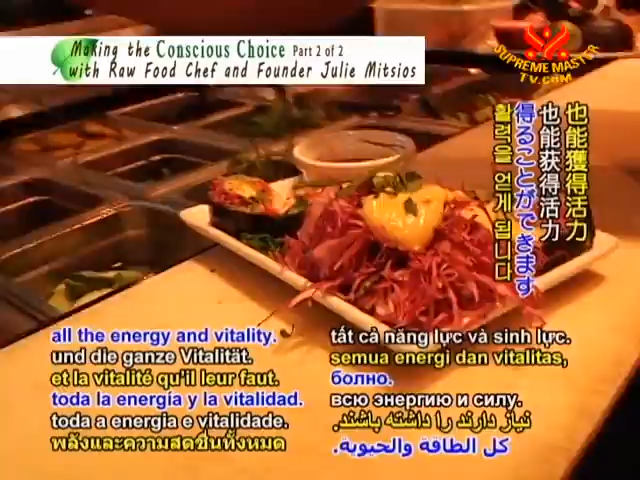 Making the Conscious Choice Part 2 of 2
with Raw Food Chef and Founder Julie Mitsios
SUPREME MASTER
TV.COM
也能獲得活力
也能获得活力
得ることができます
활력을 얻게 됩니다
all the energy and vitality.
und die ganze Vitalität.
et la vitalité qu'il leur faut.
toda la energía y la vitalidad.
toda a energia e vitalidade.
พลังและความสดชื่นทั้งหมด
tất cả năng lực và sinh lực.
semua energi dan vitalitas,
болно.
всю энергию и силу.
نیاز دارند را داشته باشند.
كل الطاقة والحيوية.